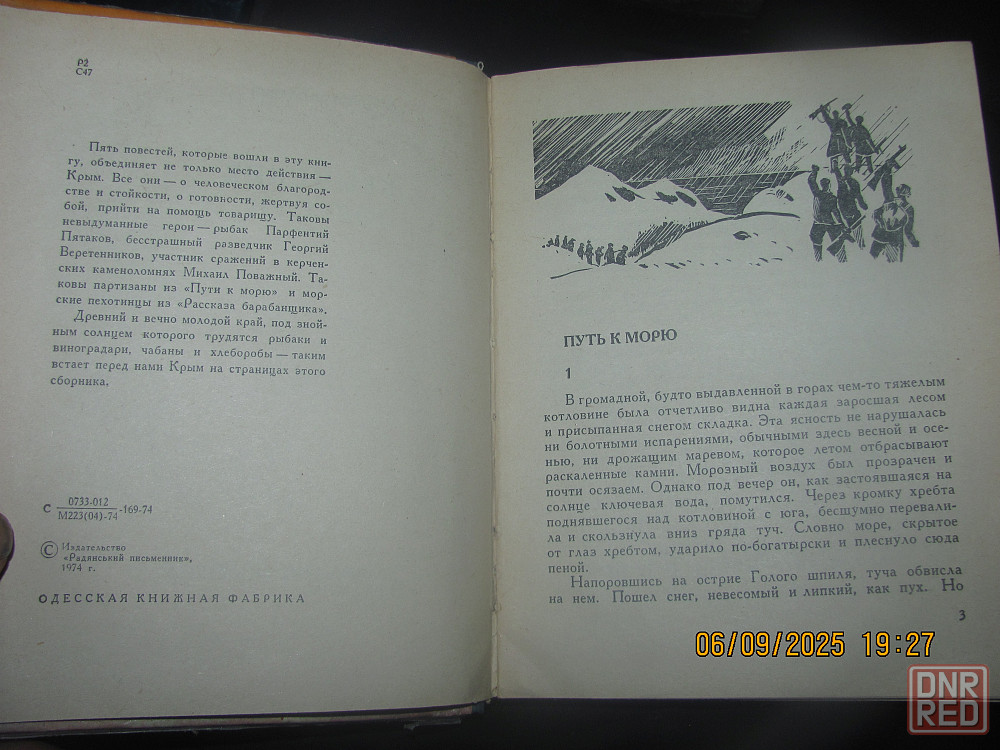 Р2
С47
Пять повестей, которые вошли в эту кни-
гу, объединяет не только место действия —
Крым. Все они — о человеческом благород-
стве и стойкости, о готовности, жертвуя со-
бой, прийти на помощь товарищу. Таковы
невыдуманные герои — рыбак Парфентий
Пятаков, бесстрашный разведчик Георгий
Веретенников, участник сражений в керчен-
ских каменоломнях Михаил Поважный. Та-
ковы партизаны из «Пути к морю» и мор-
ские пехотинцы из «Рассказа барабанщика».
Древний и вечно молодой край, под зной-
ным солнцем которого трудятся рыбаки и
виноградари, чабаны и хлеборобы — таким
встает перед нами Крым на страницах этого
сборника.
С 0733-012
М223(04)-74 -169-74
© Издательство
«Радянський письменник»,
1974 г.
ОДЕССКАЯ КНИЖНАЯ ФАБРИКА
ПУТЬ К МОРЮ
1
В громадной, будто выдавленной в горах чем-то тяжелым
котловине была отчетливо видна каждая заросшая лесом
и присыпанная снегом складка. Эта ясность не нарушалась
ни болотными испарениями, обычными здесь весной и осе-
нью, ни дрожащим маревом, которое летом отбрасывают
раскаленные камни. Морозный воздух был прозрачен и
почти осязаем. Однако под вечер он, как застоявшаяся на
солнце ключевая вода, помутился. Через кромку хребта
поднявшегося над котловиной с юга, бесшумно перевали-
ла и скользнула вниз гряда туч. Словно море, скрытое
от глаз хребтом, ударило по-богатырски и плеснуло сюда
пеной.
Напоровшись на острие Голого шпиля, туча обвисла
на нем. Пошел снег, невесомый и липкий, как пух. Но
3
06/09/2025 19:27
DNR
RED